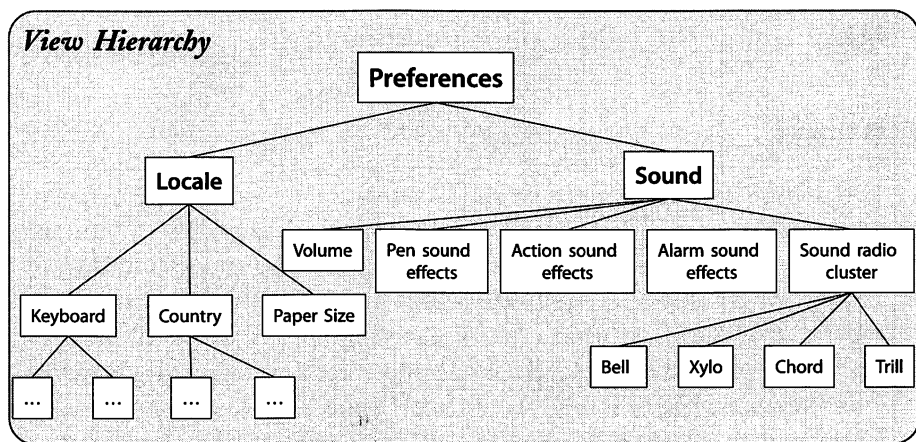 View Hierarchy
Preferences
Locale
Sound
Volume
Pen sound
effects
Action sound
effects
Alarm sound
effects
Sound radio
cluster
Keyboard
Country
Paper Size
Bell
Xylo
Chord
Trill
...
...
...
...